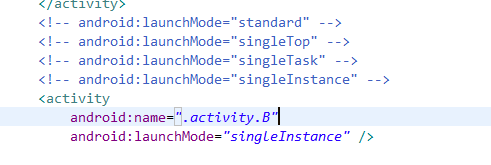 </activity>
<!-- android:launchMode="standard" -->
<!-- android:launchMode="singleTop" -->
<!-- android:launchMode="singleTask" -->
<!-- android:launchMode="singleInstance" -->
<activity
android:name=".activity.B"
android:launchMode="singleInstance" />